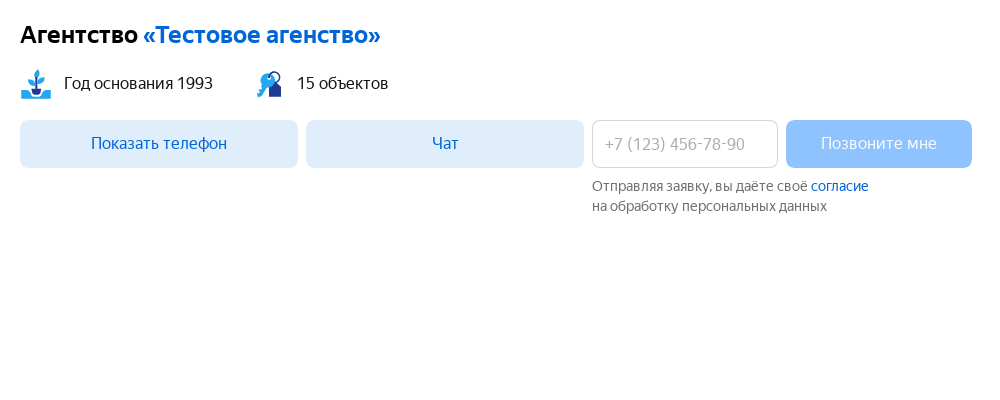 Агентство «Тестовое агенство»
Год основания 1993 15 объектов
Показать телефон Чат +7 (123) 456-78-90 Позвоните мне
Отправляя заявку, вы даёте своё согласие
на обработку персональных данных